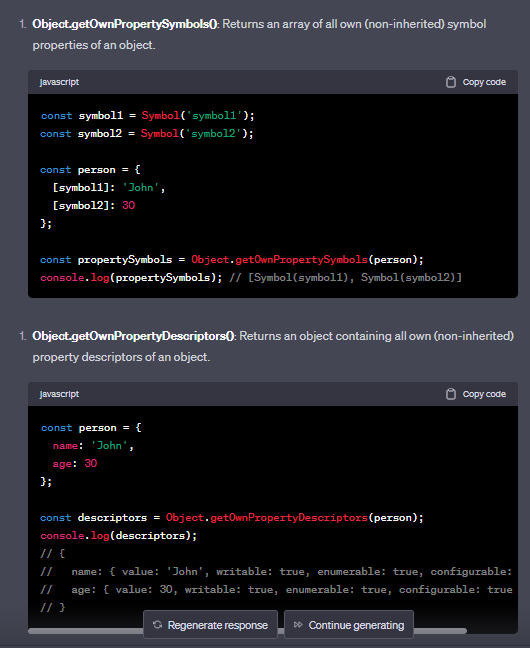 1. Object.getOwnPropertySymbols(): Returns an array of all own (non-inherited) symbol
properties of an object.
javascript
Copy code
const symbol1 = Symbol('symbol1');
const symbol2 = Symbol('symbol2');
const person = {
[symbol1]: 'John',
[symbol2]: 30
};
const propertySymbols = Object.getOwnPropertySymbols(person);
console.log(propertySymbols); // [Symbol(symbol1), Symbol(symbol2)]
1. Object.getOwnPropertyDescriptors(): Returns an object containing all own (non-inherited)
property descriptors of an object.
javascript
Copy code
const person = {
name: 'John',
age: 30
};
const descriptors = Object.getOwnPropertyDescriptors(person);
console.log(descriptors);
// {
//   name: { value: 'John', writable: true, enumerable: true, configurable:
//   age: { value: 30, writable: true, enumerable: true, configurable: true
// }
Regenerate response
Continue generating